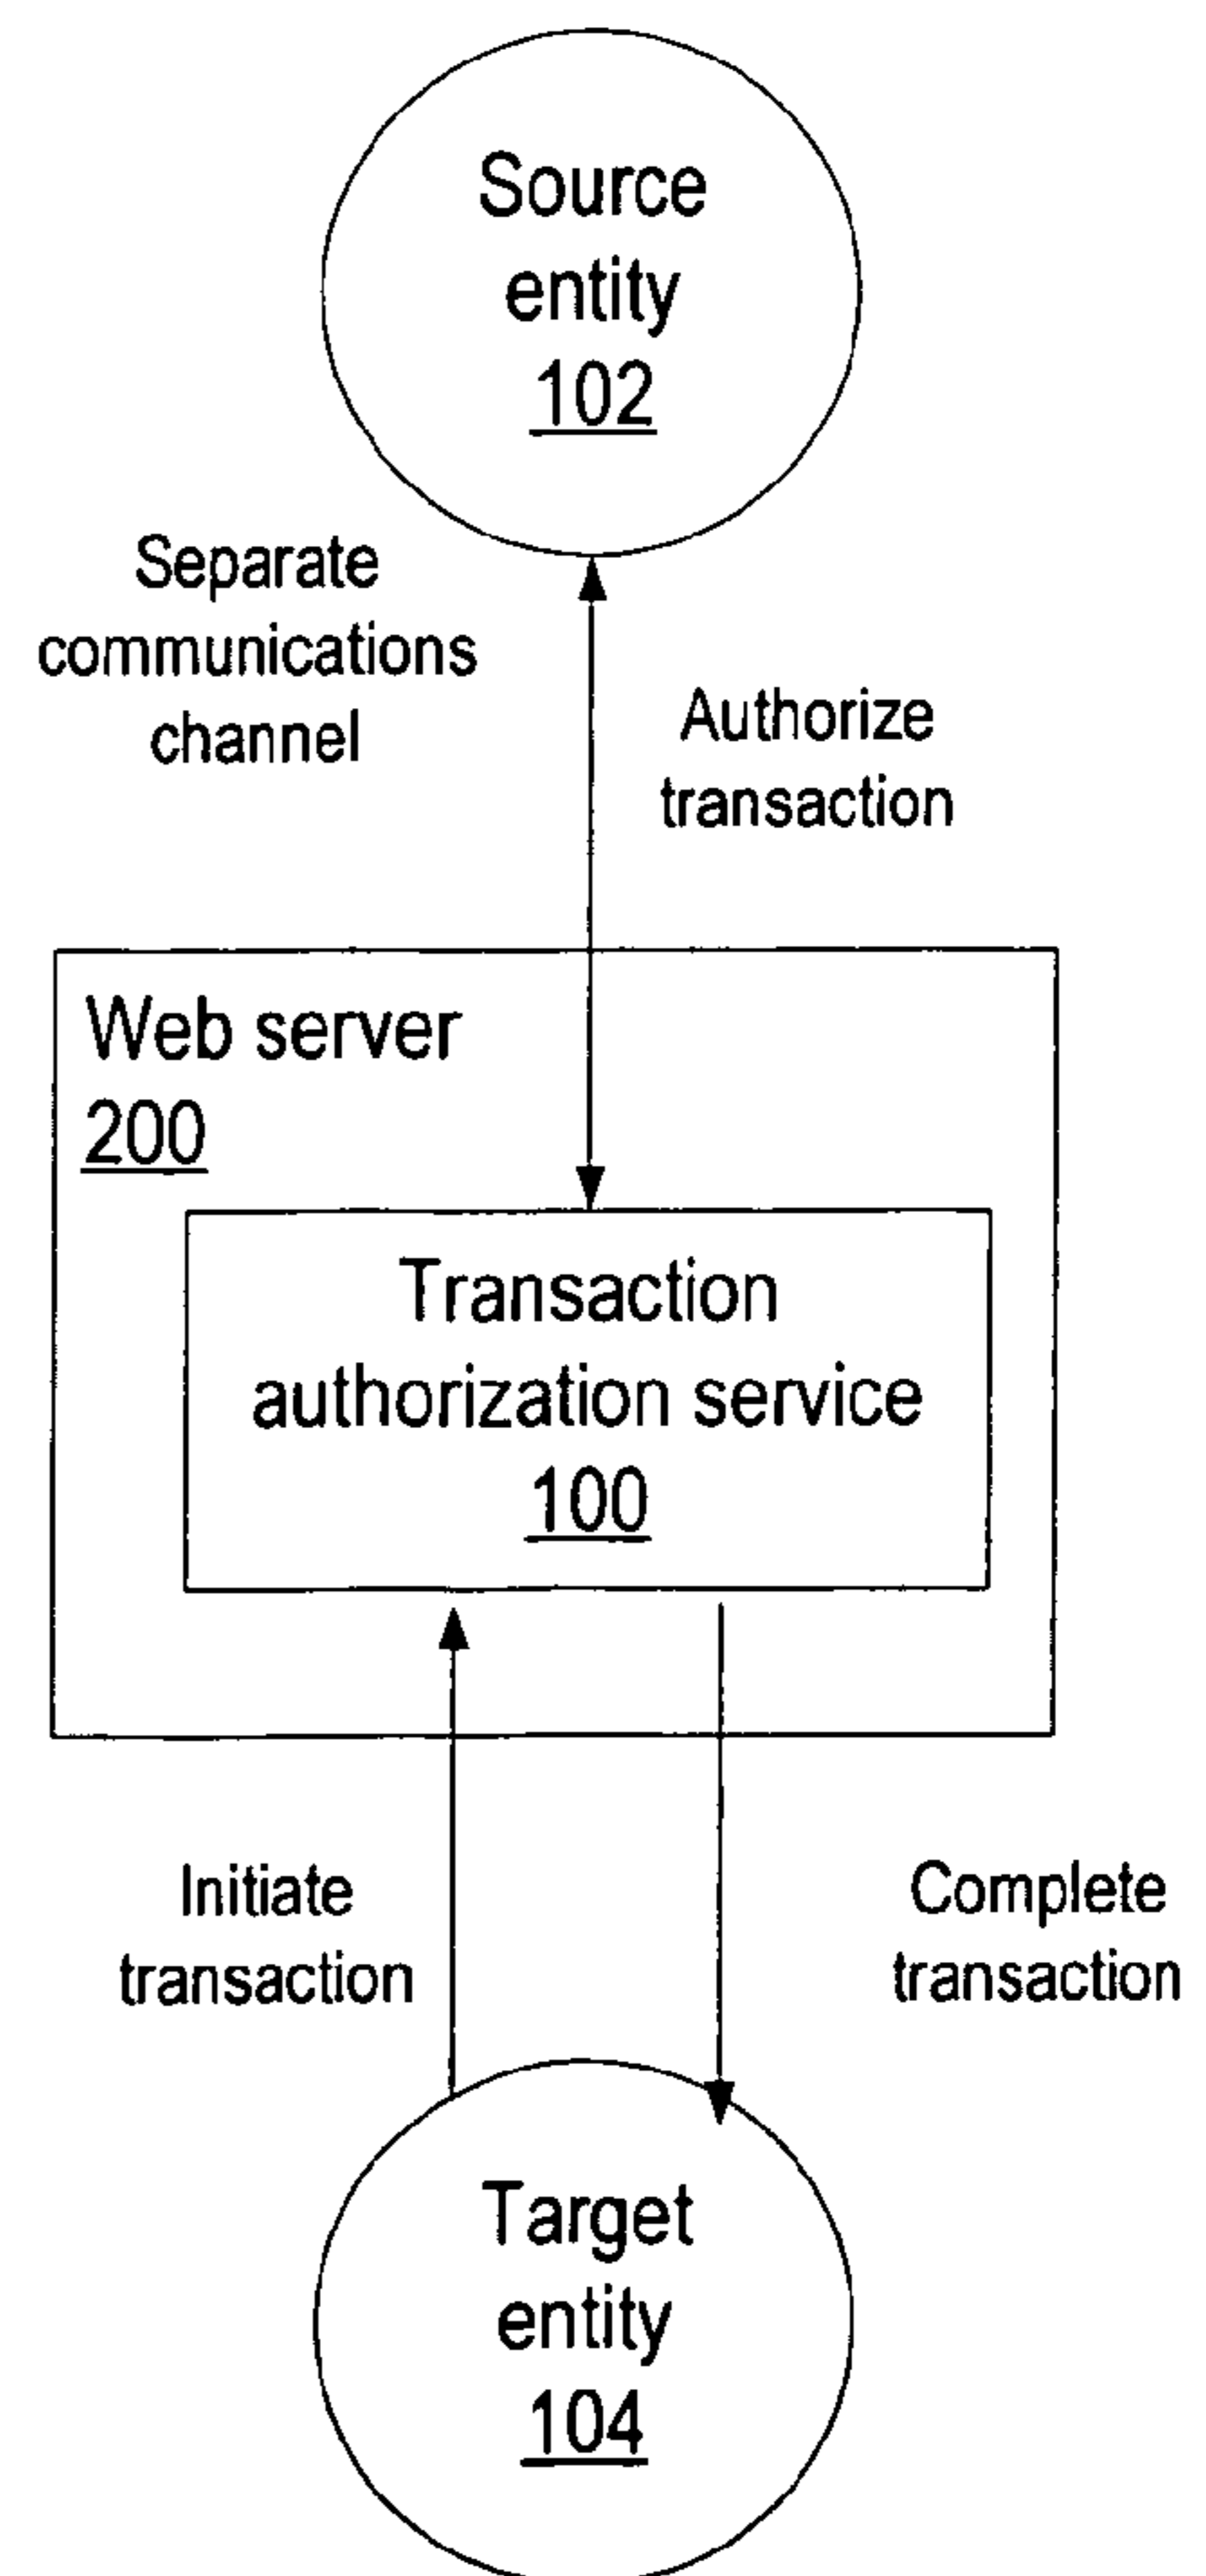 Source
entity
102
Separate
communications
channel
Authorize
transaction
Web server
200
Transaction
authorization service
100
Initiate
transaction
Complete
transaction
Target
entity
104